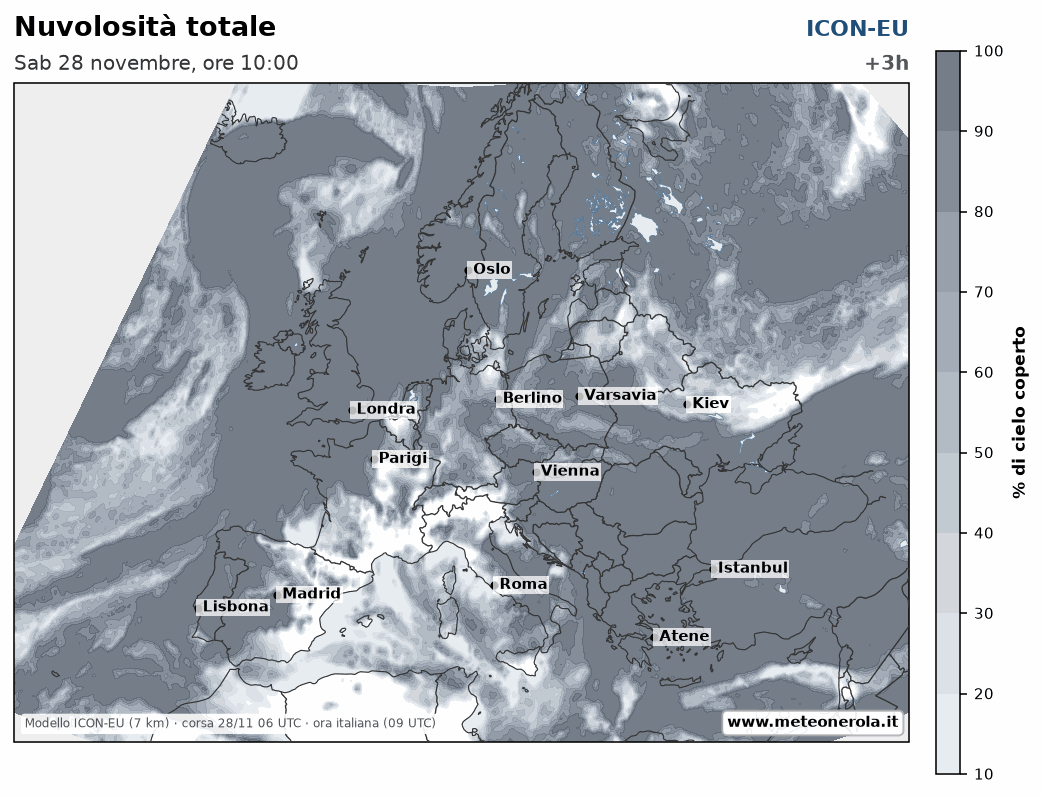 Nuvolosità totale
ICON-EU
Sab 28 novembre, ore 10:00
+3h
100
90
80
70
60
50
40
30
20
10
% di cielo coperto
Oslo
Berlino
Varsavia
Kiev
Londra
Parigi
Vienna
Istanbul
Roma
Madrid
Lisbona
Atene
Modello ICON-EU (7 km) · corsa 28/11 06 UTC · ora italiana (09 UTC)
www.meteonerola.it